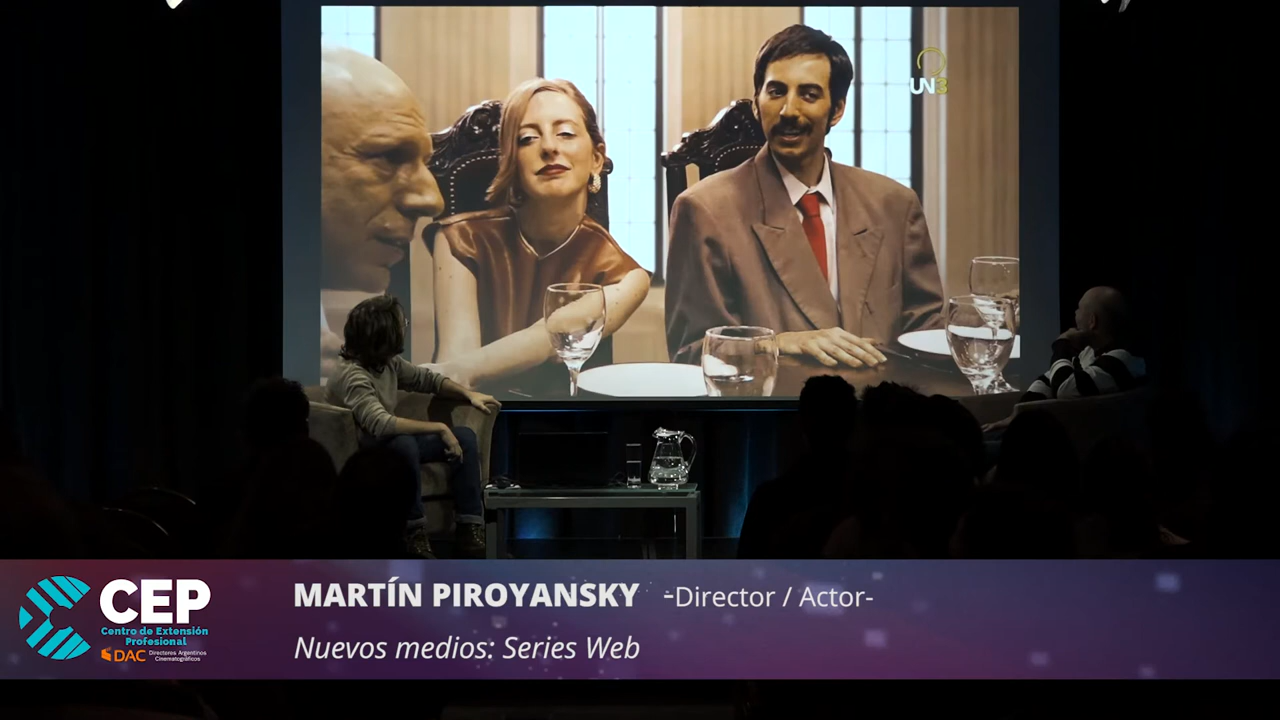 UN3
CEP
Centro de Extensión
Profesional
DAC Directores Argentinos
Cinematográficos
MARTÍN PIROYANSKY -Director / Actor-
Nuevos medios: Series Web